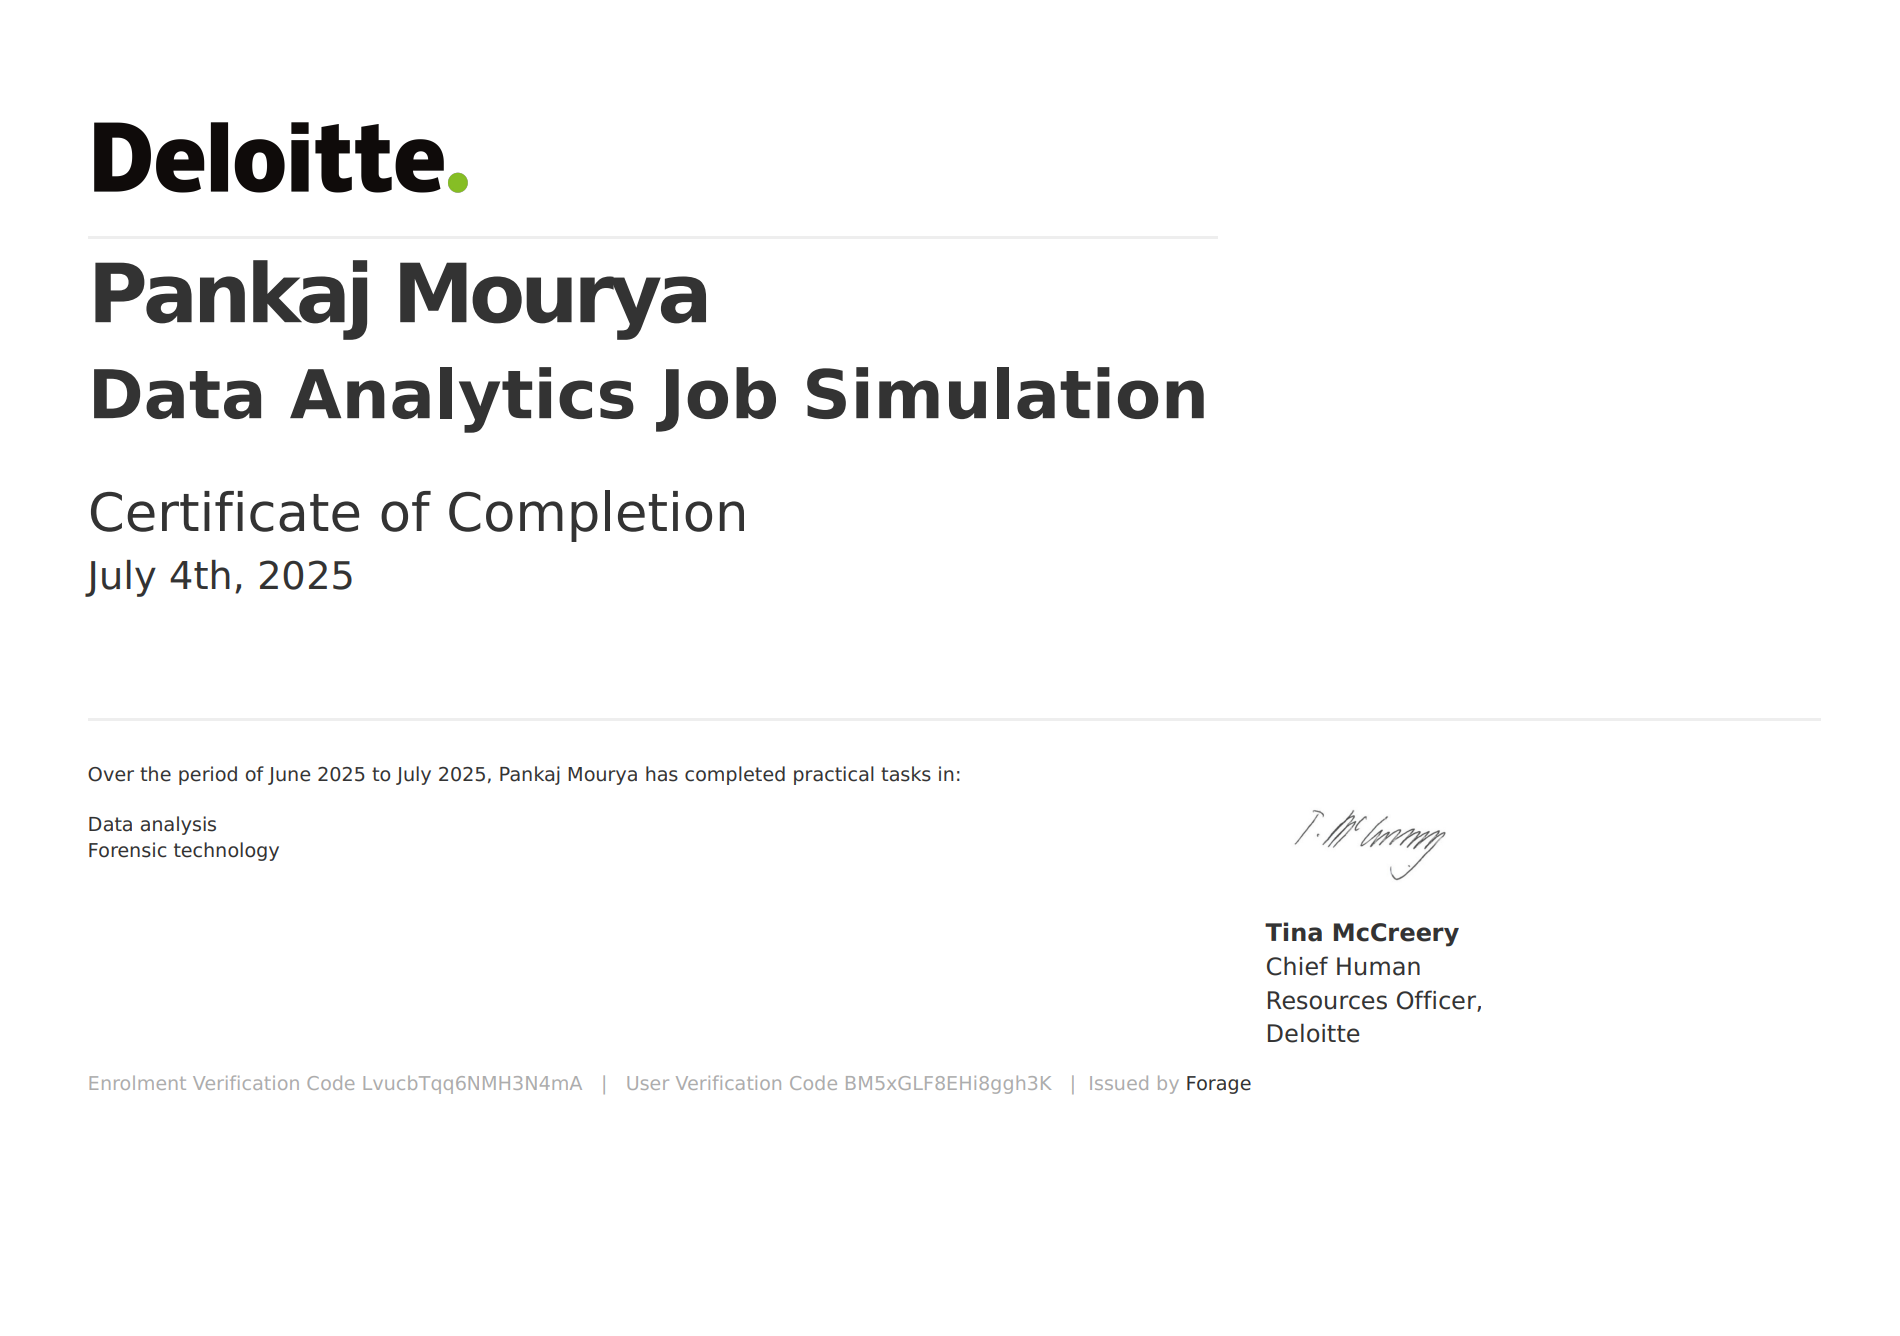 Deloitte.
Pankaj Mourya
Data Analytics Job Simulation
Certificate of Completion
July 4th, 2025
Over the period of June 2025 to July 2025, Pankaj Mourya has completed practical tasks in:
Data analysis
Forensic technology
T. McCreery
Tina McCreery
Chief Human
Resources Officer,
Deloitte
Enrolment Verification Code LvucbTqq6NMH3N4mA | User Verification Code BM5xGLF8EHi8ggh3K | Issued by Forage